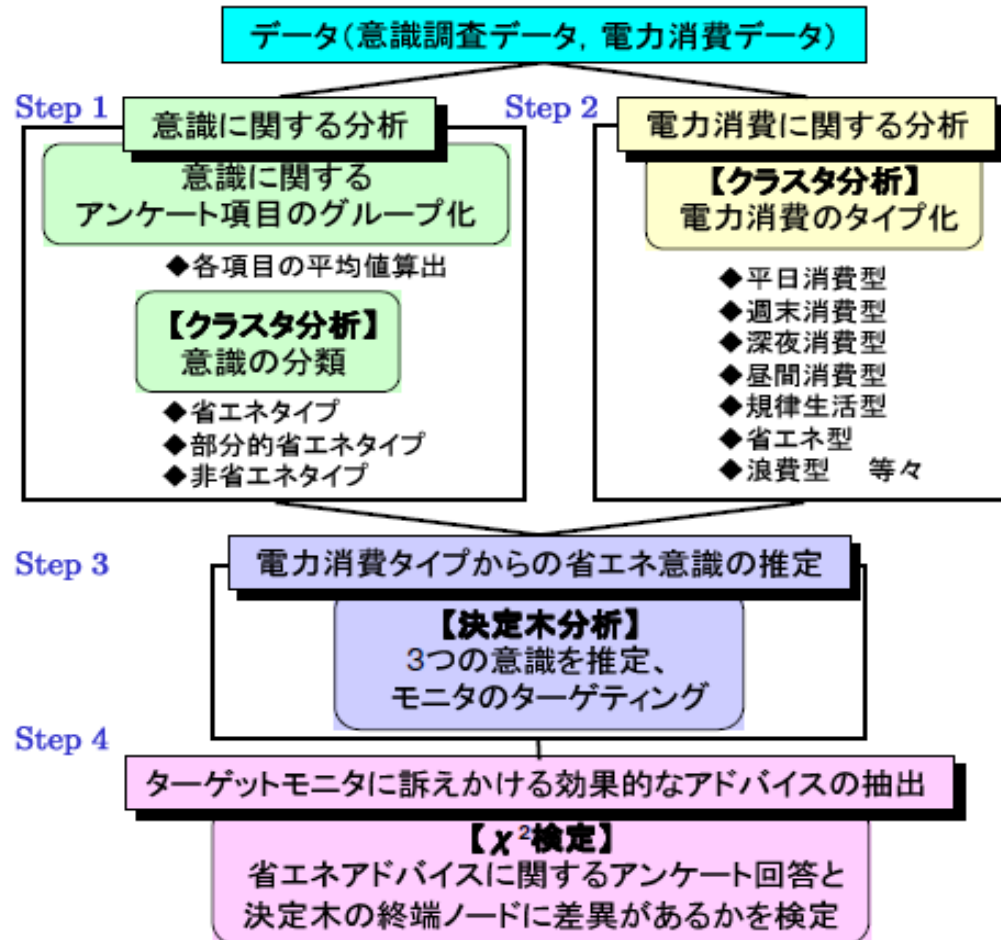 データ(意識調査データ, 電力消費データ)
Step 1
意識に関する分析
意識に関する
アンケート項目のグループ化
◆各項目の平均値算出
【クラスタ分析】
意識の分類
◆省エネタイプ
◆部分的省エネタイプ
◆非省エネタイプ
Step 2
電力消費に関する分析
【クラスタ分析】
電力消費のタイプ化
◆平日消費型
◆週末消費型
◆深夜消費型
◆昼間消費型
◆規律生活型
◆省エネ型
◆浪費型 等々
Step 3
電力消費タイプからの省エネ意識の推定
【決定木分析】
3つの意識を推定、
モニタのターゲティング
Step 4
ターゲットモニタに訴えかける効果的なアドバイスの抽出
【χ²検定】
省エネアドバイスに関するアンケート回答と
決定木の終端ノードに差異があるかを検定